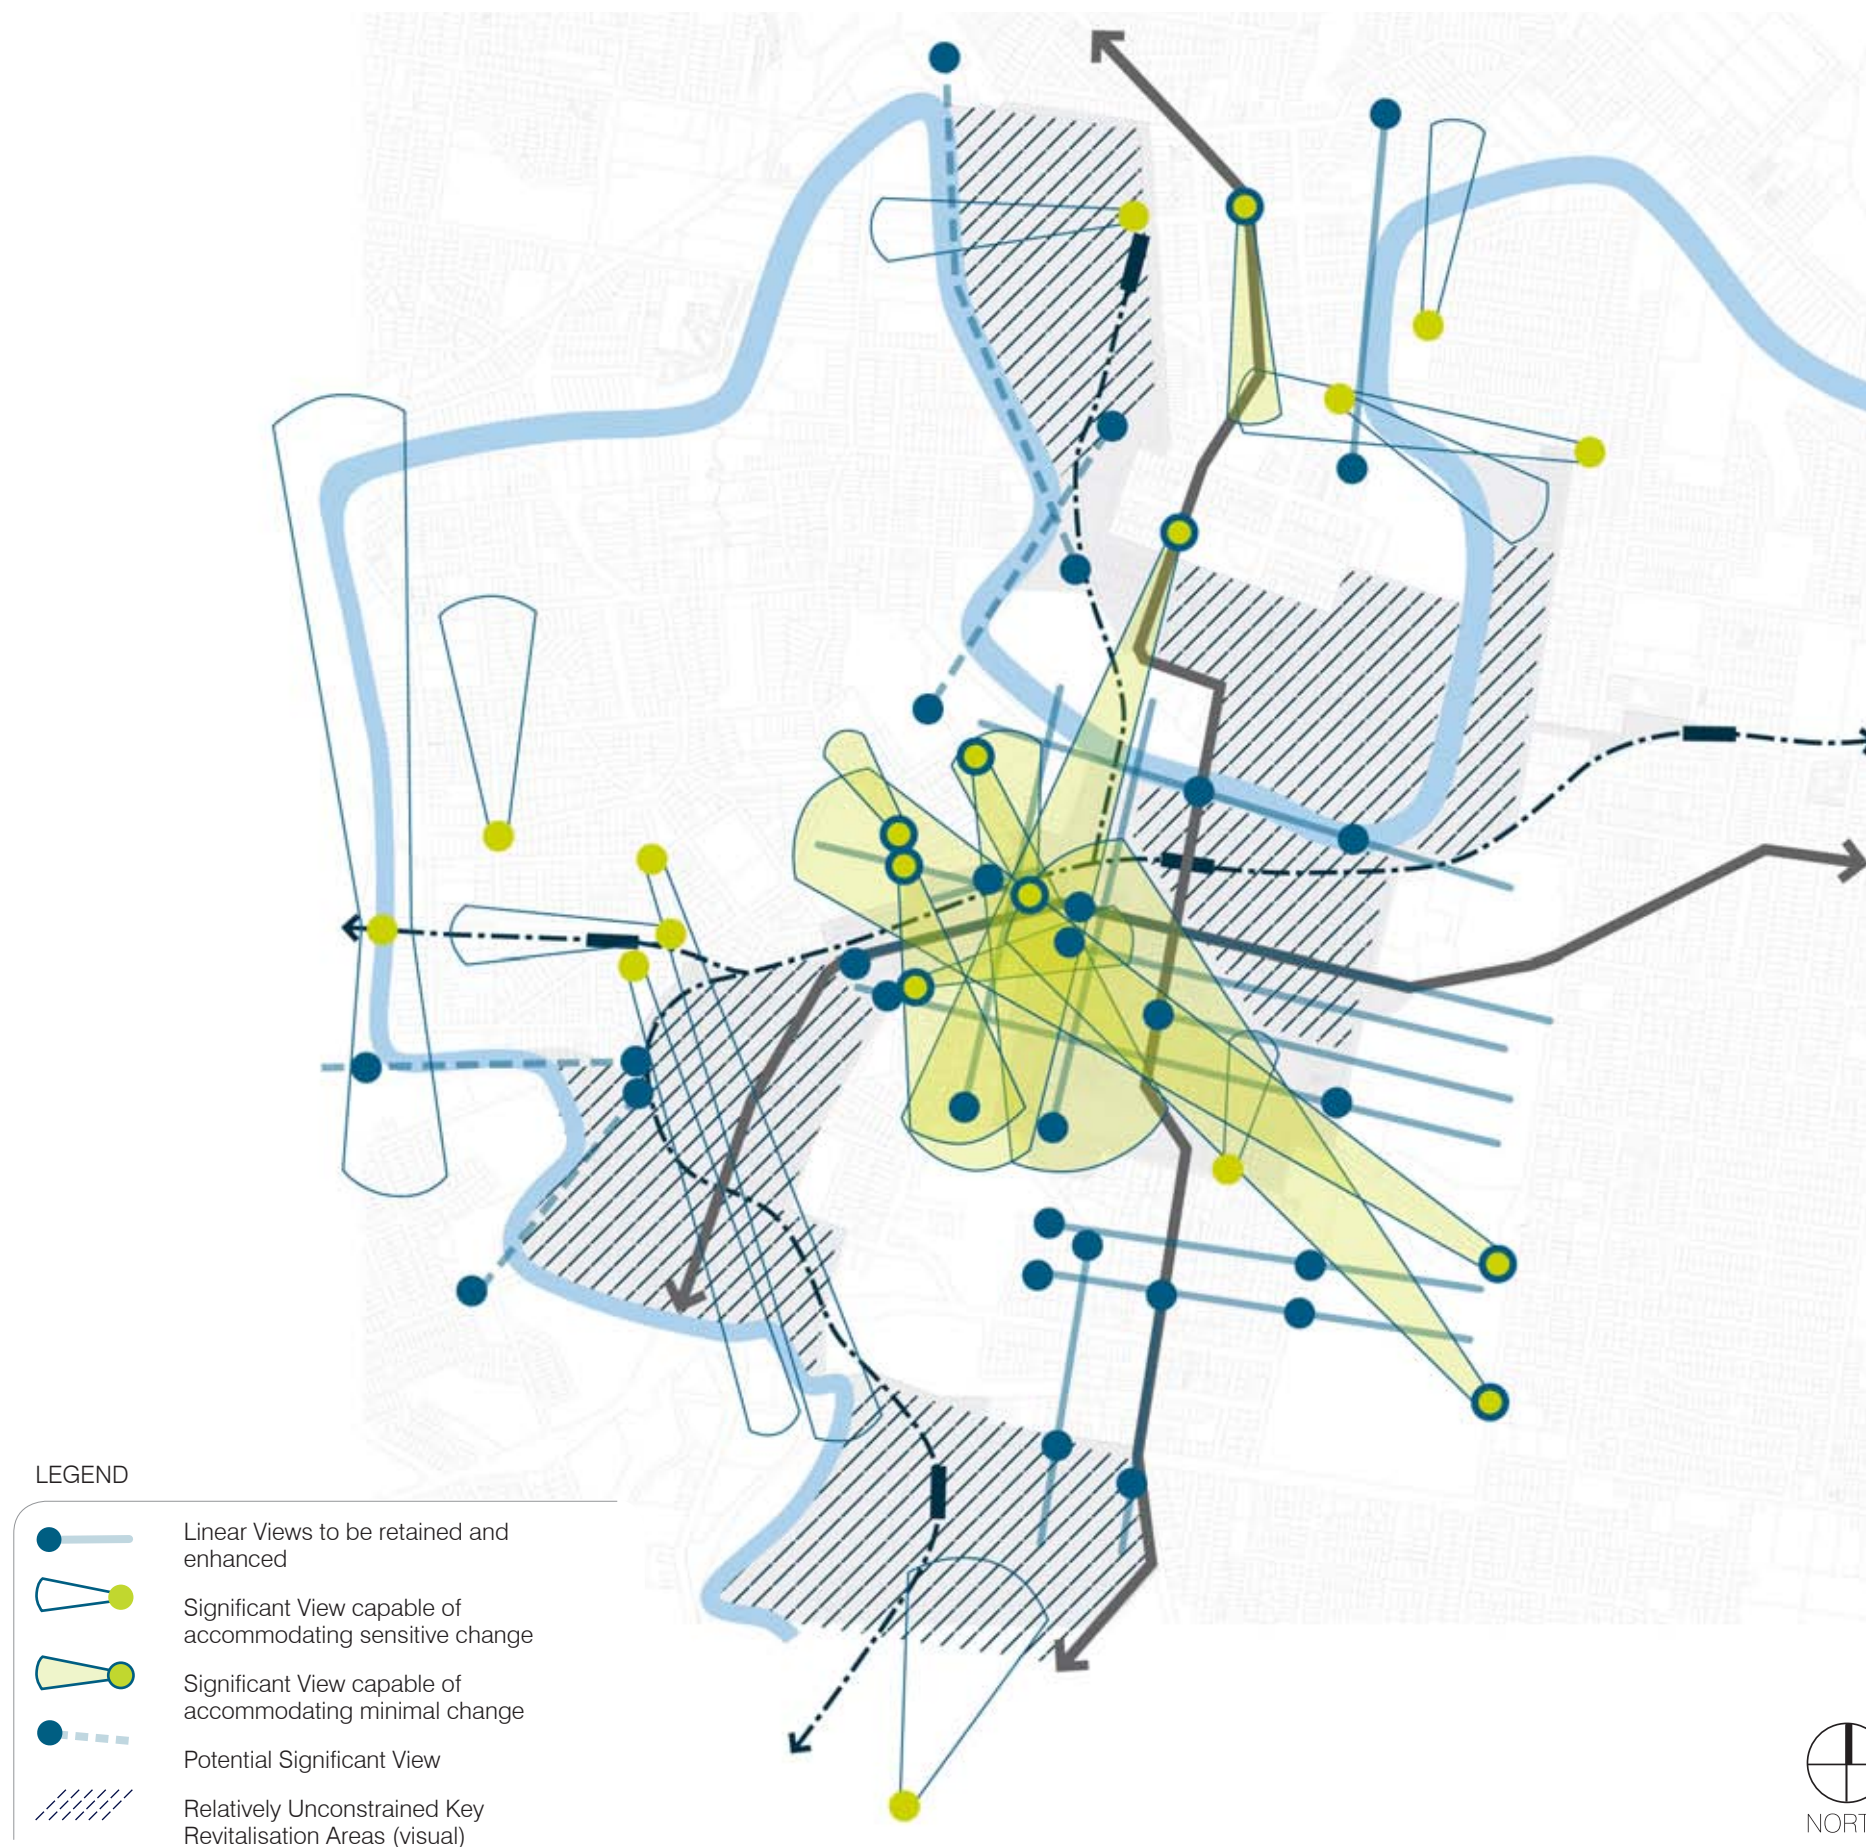 LEGEND
Linear Views to be retained and
enhanced
Significant View capable of
accommodating sensitive change
Significant View capable of
accommodating minimal change
Potential Significant View
Relatively Unconstrained Key
Revitalisation Areas (visual)
NORT